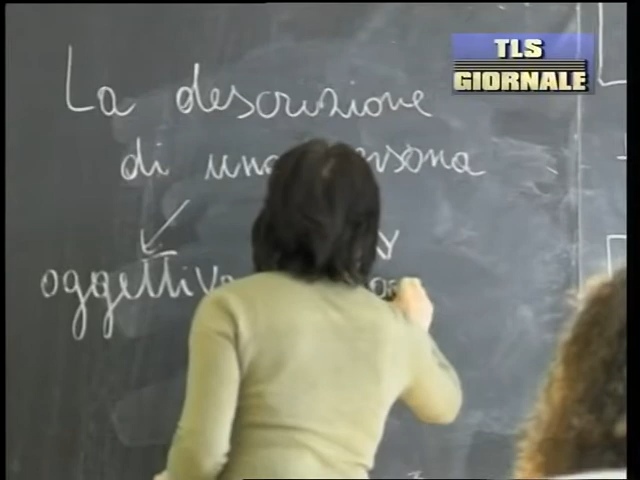 TLS
GIORNALE
La descrizione
di una persona
oggettiva